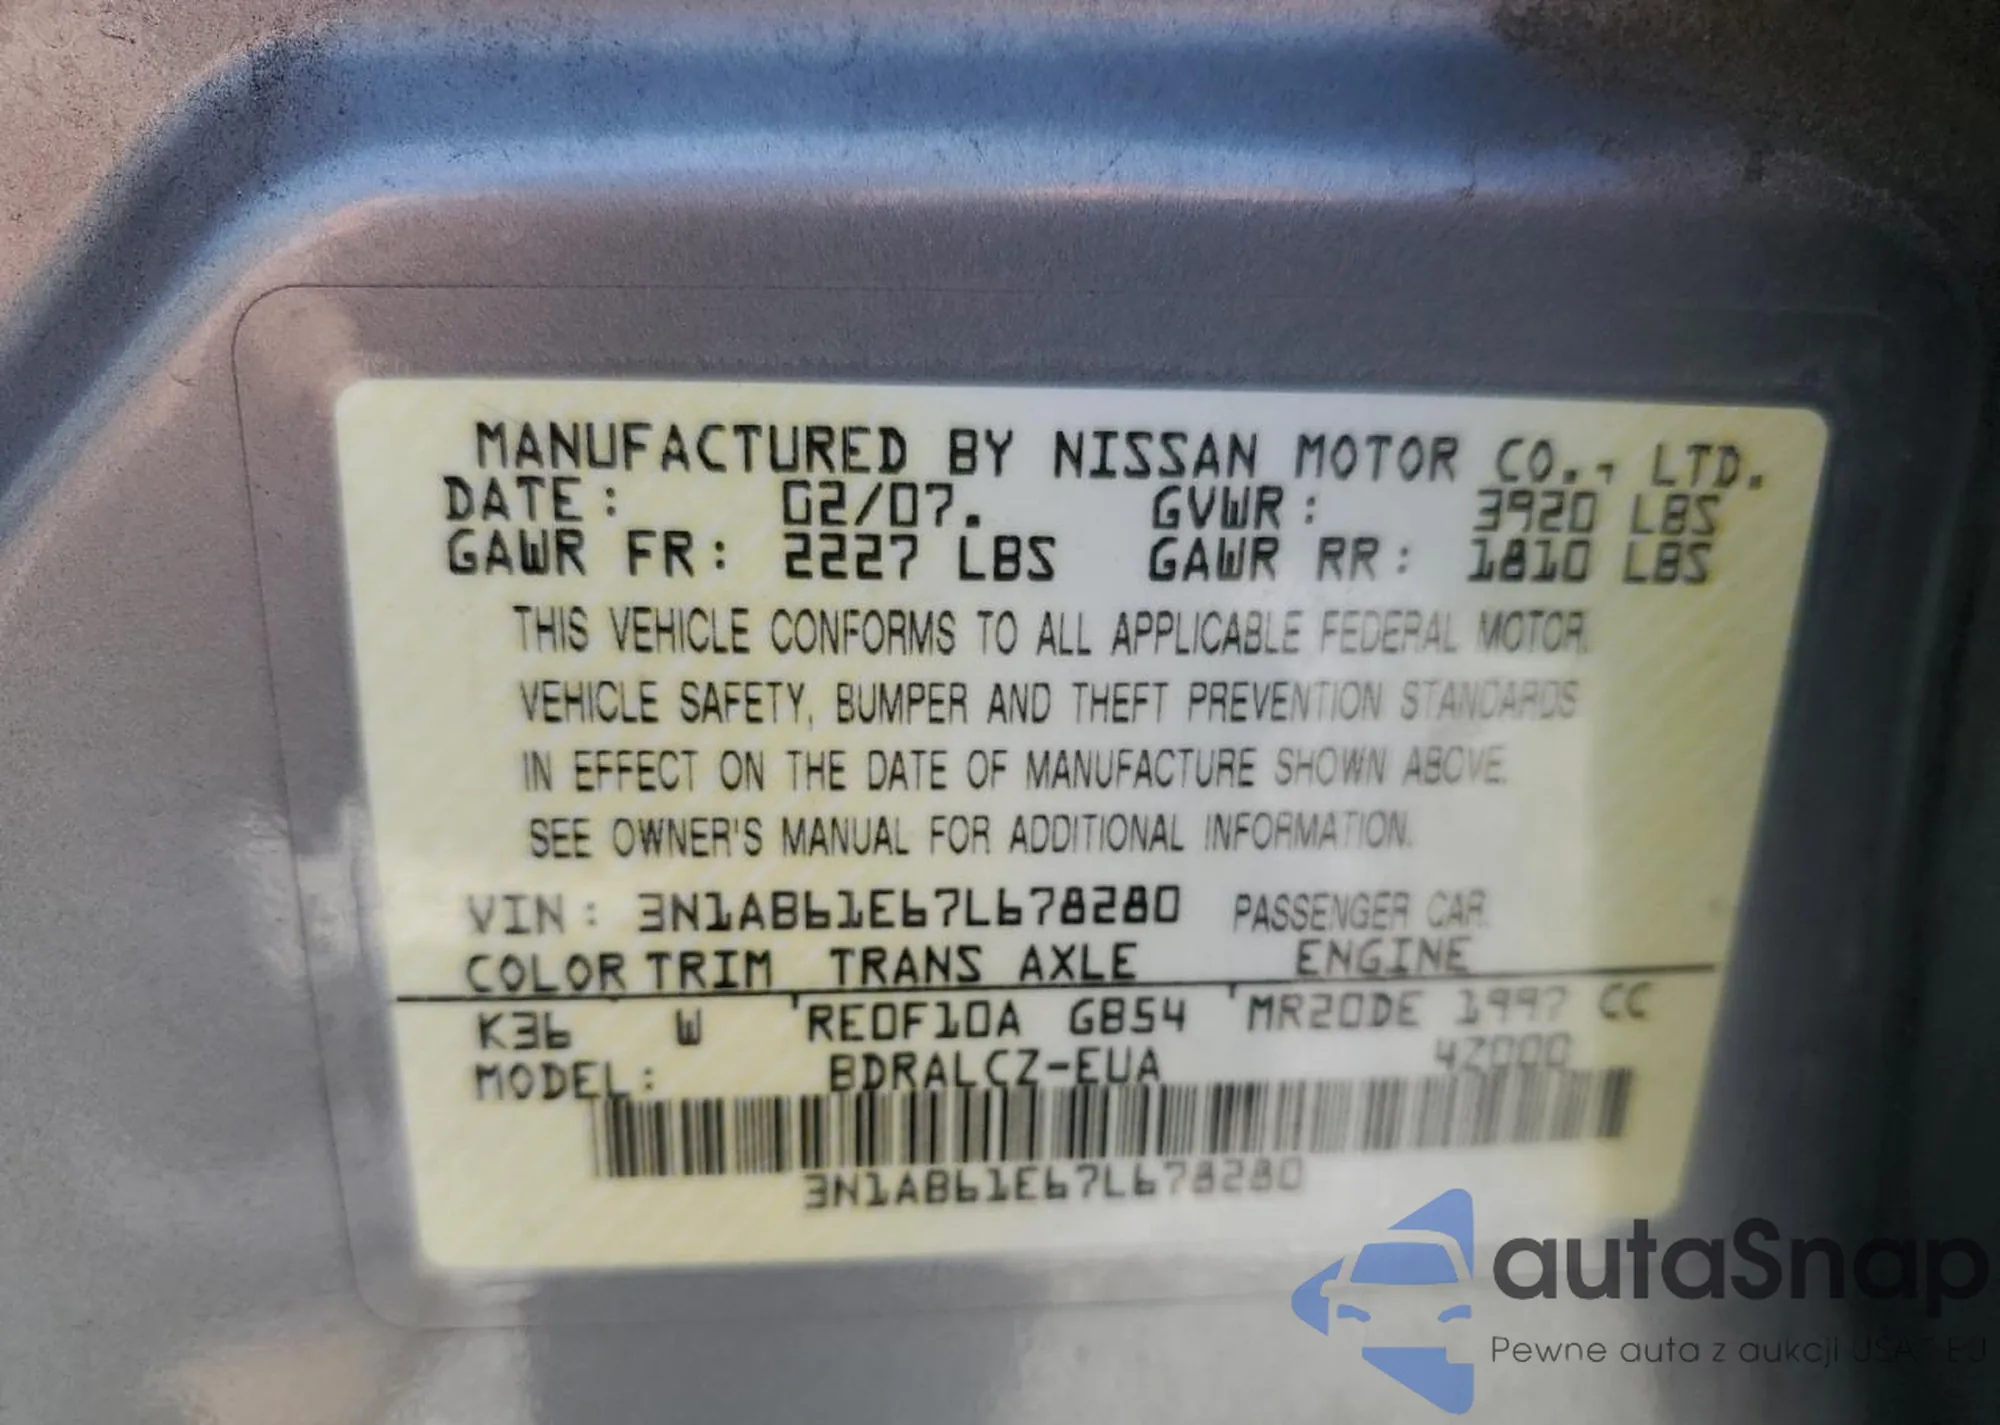 MANUFACTURED BY NISSAN MOTOR CO., LTD.
DATE: 02/07. GVWR: 3920 LBS
GAWR FR: 2227 LBS GAWR RR: 1810 LBS
THIS VEHICLE CONFORMS TO ALL APPLICABLE FEDERAL MOTOR
VEHICLE SAFETY, BUMPER AND THEFT PREVENTION STANDARDS
IN EFFECT ON THE DATE OF MANUFACTURE SHOWN ABOVE.
SEE OWNER'S MANUAL FOR ADDITIONAL INFORMATION.
VIN: 3N1AB61E67L678280 PASSENGER CAR
COLOR TRIM TRANS AXLE ENGINE
K36 W RE0F10A GB54 MR20DE 1997 CC
MODEL: BDRALCZ-EUA 4Z000
3N1AB61E67L678280
autaSnap
Pewne auta z aukcji USA i EU